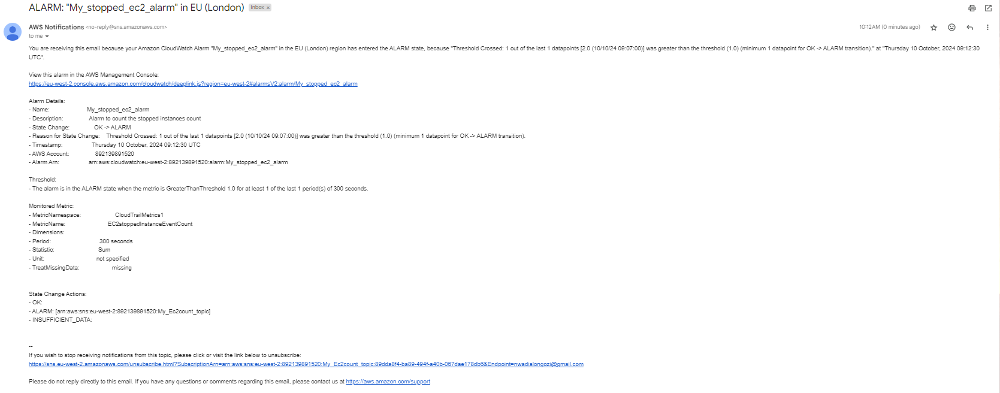 ALARM: "My_stopped_ec2_alarm" in EU (London) Inbox x
AWS Notifications <no-reply@sns.amazonaws.com> 10:12 AM (0 minutes ago)
to me
You are receiving this email because your Amazon CloudWatch Alarm "My_stopped_ec2_alarm" in the EU (London) region has entered the ALARM state, because "Threshold Crossed: 1 out of the last 1 datapoints [2.0 (10/10/24 09:07:00)] was greater than the threshold (1.0) (minimum 1 datapoint for OK -> ALARM transition)." at "Thursday 10 October, 2024 09:12:30
UTC".
View this alarm in the AWS Management Console:
https://eu-west-2.console.aws.amazon.com/cloudwatch/deeplink.js?region=eu-west-2#alarmsV2:alarm/My_stopped_ec2_alarm
Alarm Details:
- Name: My_stopped_ec2_alarm
- Description: Alarm to count the stopped instances count
- State Change: OK -> ALARM
- Reason for State Change: Threshold Crossed: 1 out of the last 1 datapoints [2.0 (10/10/24 09:07:00)] was greater than the threshold (1.0) (minimum 1 datapoint for OK -> ALARM transition).
- Timestamp: Thursday 10 October, 2024 09:12:30 UTC
- AWS Account: 892139891520
- Alarm Arn: arn:aws:cloudwatch:eu-west-2:892139891520:alarm:My_stopped_ec2_alarm
Threshold:
- The alarm is in the ALARM state when the metric is GreaterThanThreshold 1.0 for at least 1 of the last 1 period(s) of 300 seconds.
Monitored Metric:
- MetricNamespace: CloudTrailMetrics1
- MetricName: EC2stoppedInstanceEventCount
- Dimensions:
- Period: 300 seconds
- Statistic: Sum
- Unit: not specified
- TreatMissingData: missing
State Change Actions:
- OK:
- ALARM: [arn:aws:sns:eu-west-2:892139891520:My_Ec2count_topic]
- INSUFFICIENT_DATA:
--
If you wish to stop receiving notifications from this topic, please click or visit the link below to unsubscribe:
https://sns.eu-west-2.amazonaws.com/unsubscribe.html?SubscriptionArn=arn:aws:sns:eu-west-2:892139891520:My_Ec2count_topic:89dda8f4-ba89-494f-a40b-067dae178db6&Endpoint=nwadialongozi@gmail.com
Please do not reply directly to this email. If you have any questions or comments regarding this email, please contact us at https://aws.amazon.com/support